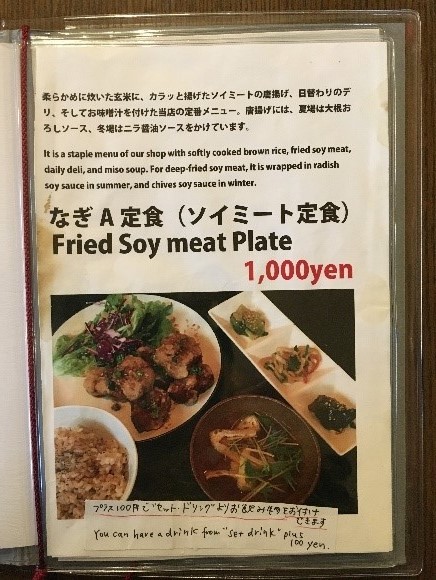 柔らかめに炊いた玄米に、カラッと揚げたソイミートの唐揚げ、日替わりのデ
リ、そしてお味噌汁を付けた当店の定番メニュー。唐揚げには、夏場は大根お
ろしソース、冬場はニラ醤油ソースをかけています。
It is a staple menu of our shop with softly cooked brown rice, fried soy meat,
daily deli, and miso soup. For deep-fried soy meat, It is wrapped in radish
soy sauce in summer, and chives soy sauce in winter.
なぎ A 定食（ソイミート定食）
Fried Soy meat Plate
1,000yen
プラス100円で"セット・ドリンク"よりお飲み物をお付け
できます
You can have a drink from "set drink" plus
100 yen.